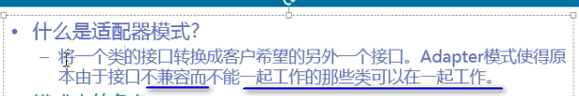 • 什么是适配器模式？
– 将一个类的接口转换成客户希望的另外一个接口。Adapter模式使得原
本由于接口不兼容而不能一起工作的那些类可以在一起工作。